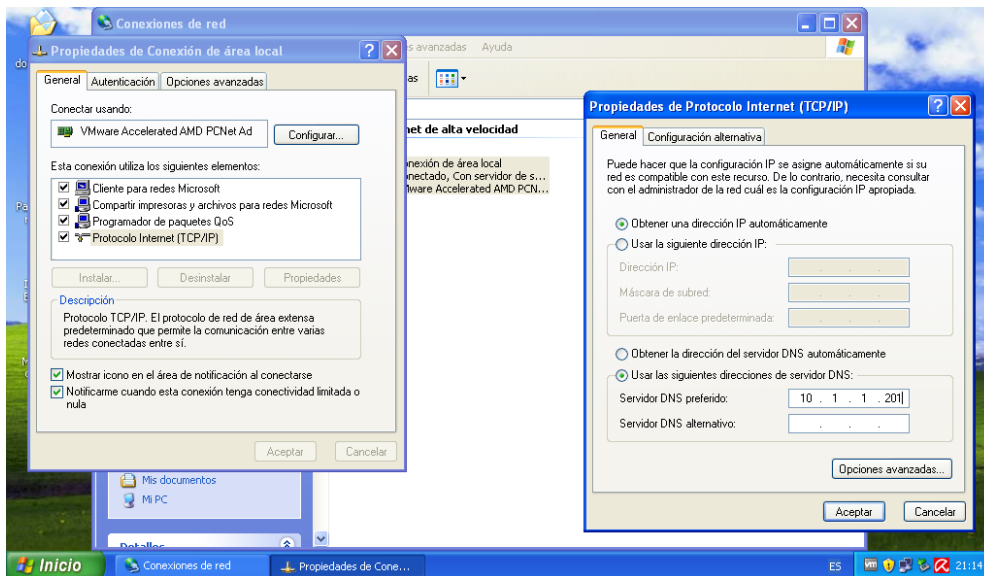 Conexiones de red
s avanzadas Ayuda
as
Propiedades de Conexión de área local
General Autenticación Opciones avanzadas
Conectar usando:
VMware Accelerated AMD PCNet Ad
Configurar...
Esta conexión utiliza los siguientes elementos:
Cliente para redes Microsoft
Compartir impresoras y archivos para redes Microsoft
Programador de paquetes QoS
Protocolo Internet (TCP/IP)
Instalar... Desinstalar Propiedades
Descripción
Protocolo TCP/IP. El protocolo de red de área extensa
predeterminado que permite la comunicación entre varias
redes conectadas entre sí.
Mostrar icono en el área de notificación al conectarse
Notificarme cuando esta conexión tenga conectividad limitada o
nula
Aceptar Cancelar
net de alta velocidad
nexión de área local
nectado, Con servidor de s...
ware Accelerated AMD PCN...
Mis documentos
Mi PC
Detalles
Propiedades de Protocolo Internet (TCP/IP)
General Configuración alternativa
Puede hacer que la configuración IP se asigne automáticamente si su
red es compatible con este recurso. De lo contrario, necesita consultar
con el administrador de la red cuál es la configuración IP apropiada.
Obtener una dirección IP automáticamente
Usar la siguiente dirección IP:
Dirección IP:
Máscara de subred:
Puerta de enlace predeterminada:
Obtener la dirección del servidor DNS automáticamente
Usar las siguientes direcciones de servidor DNS:
Servidor DNS preferido: 10 . 1 . 1 . 201
Servidor DNS alternativo: . . .
Opciones avanzadas...
Aceptar Cancelar
Inicio
Conexiones de red
Propiedades de Cone...
ES
21:14